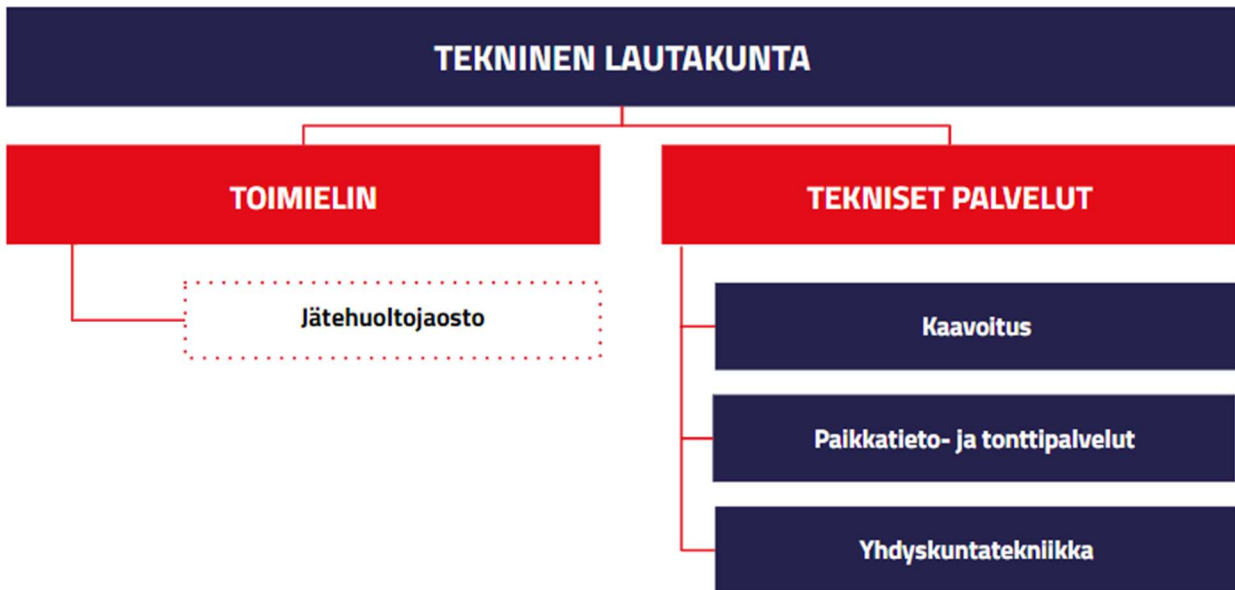 TEKNINEN LAUTAKUNTA
TOIMIELIN
Jätehuoltojaosto
TEKNISET PALVELUT
Kaavoitus
Paikkatieto- ja tonttipalvelut
Yhdyskuntatekniikka